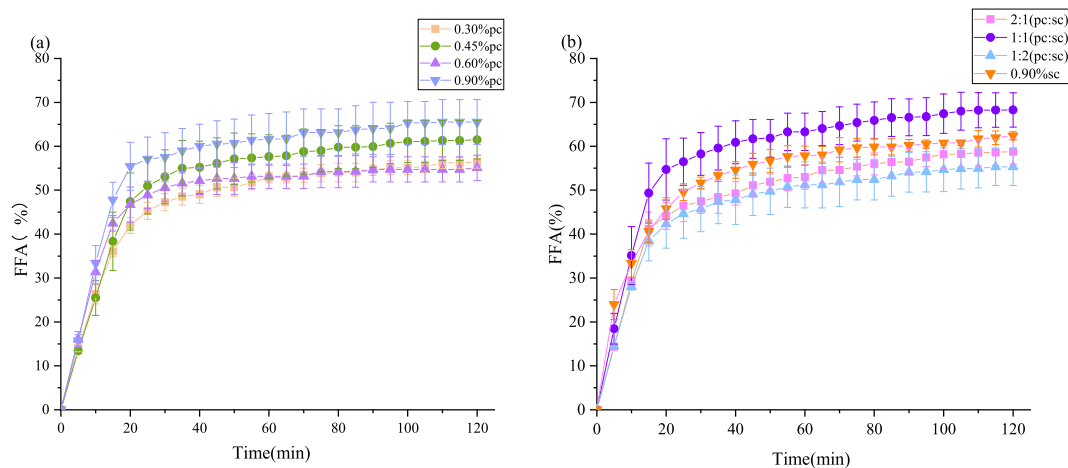 (a)
0.30%pc
0.45%pc
0.60%pc
0.90%pc
80
70
60
50
40
30
20
10
0
FFA( %)
0 20 40 60 80 100 120
Time(min)
(b)
2:1(pc:sc)
1:1(pc:sc)
1:2(pc:sc)
0.90%sc
80
70
60
50
40
30
20
10
0
FFA(%)
0 20 40 60 80 100 120
Time(min)